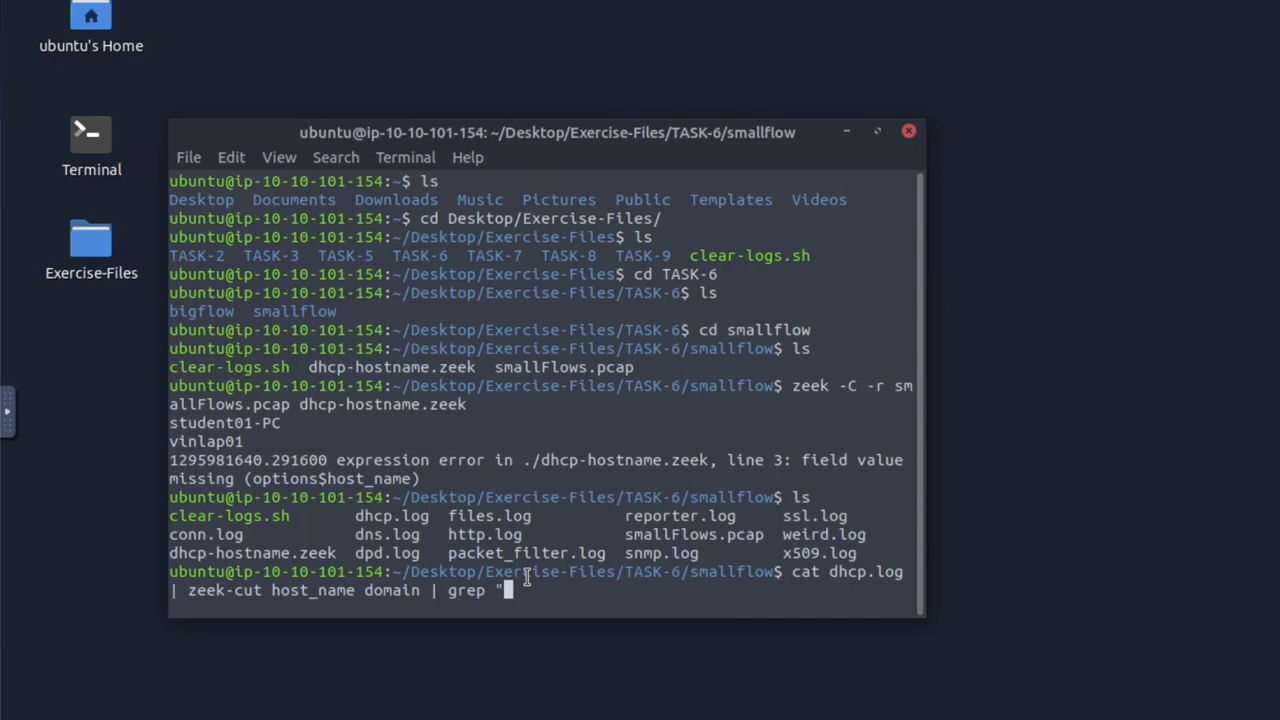 ubuntu's Home
Terminal
Exercise-Files
ubuntu@ip-10-10-101-154: ~/Desktop/Exercise-Files/TASK-6/smallflow
File Edit View Search Terminal Help
ubuntu@ip-10-10-101-154:~$ ls
Desktop Documents Downloads Music Pictures Public Templates Videos
ubuntu@ip-10-10-101-154:~$ cd Desktop/Exercise-Files/
ubuntu@ip-10-10-101-154:~/Desktop/Exercise-Files$ ls
TASK-2 TASK-3 TASK-5 TASK-6 TASK-7 TASK-8 TASK-9 clear-logs.sh
ubuntu@ip-10-10-101-154:~/Desktop/Exercise-Files$ cd TASK-6
ubuntu@ip-10-10-101-154:~/Desktop/Exercise-Files/TASK-6$ ls
bigflow smallflow
ubuntu@ip-10-10-101-154:~/Desktop/Exercise-Files/TASK-6$ cd smallflow
ubuntu@ip-10-10-101-154:~/Desktop/Exercise-Files/TASK-6/smallflow$ ls
clear-logs.sh dhcp-hostname.zeek smallFlows.pcap
ubuntu@ip-10-10-101-154:~/Desktop/Exercise-Files/TASK-6/smallflow$ zeek -C -r sm
allFlows.pcap dhcp-hostname.zeek
student01-PC
vinlap01
1295981640.291600 expression error in ./dhcp-hostname.zeek, line 3: field value
missing (options$host_name)
ubuntu@ip-10-10-101-154:~/Desktop/Exercise-Files/TASK-6/smallflow$ ls
clear-logs.sh dhcp.log files.log reporter.log ssl.log
conn.log dns.log http.log smallFlows.pcap weird.log
dhcp-hostname.zeek dpd.log packet_filter.log snmp.log x509.log
ubuntu@ip-10-10-101-154:~/Desktop/Exercise-Files/TASK-6/smallflow$ cat dhcp.log
| zeek-cut host_name domain | grep "